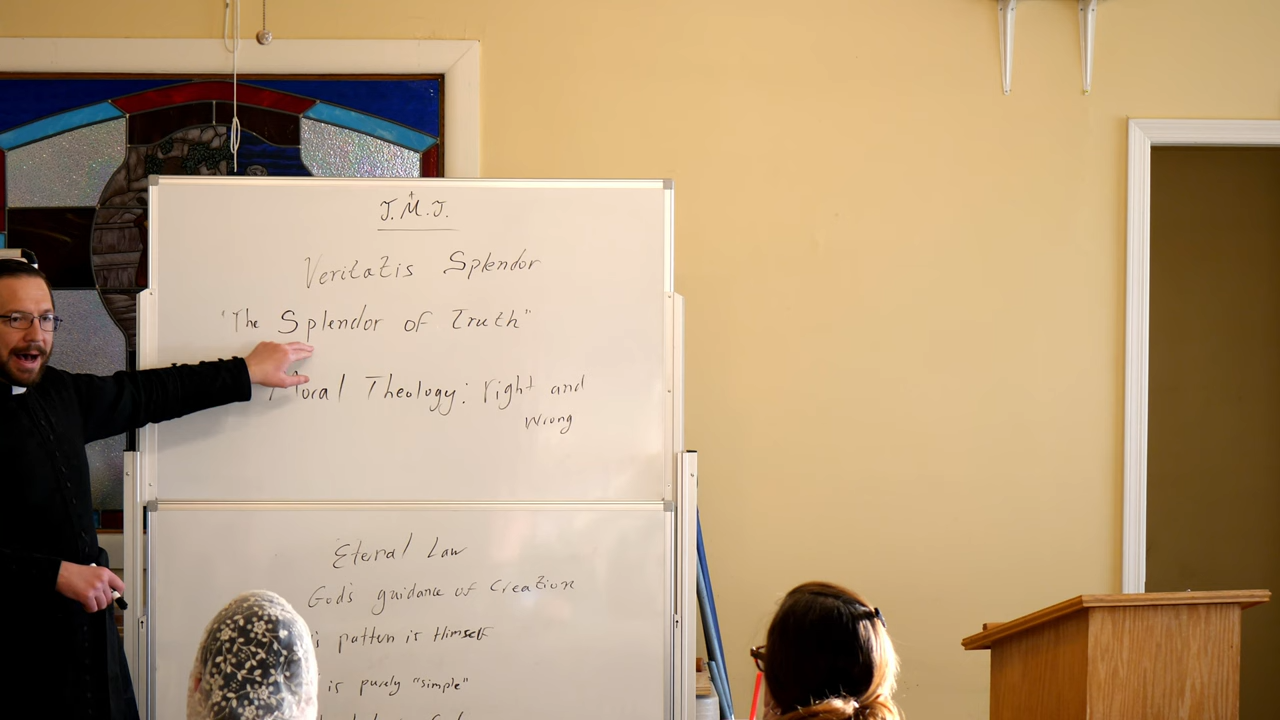 J.M.J.
Veritatis Splendor
"The Splendor of Truth"
Moral Theology: right and
wrong
Eternal Law
God's guidance of Creation
pattern is Himself
is purely "simple"